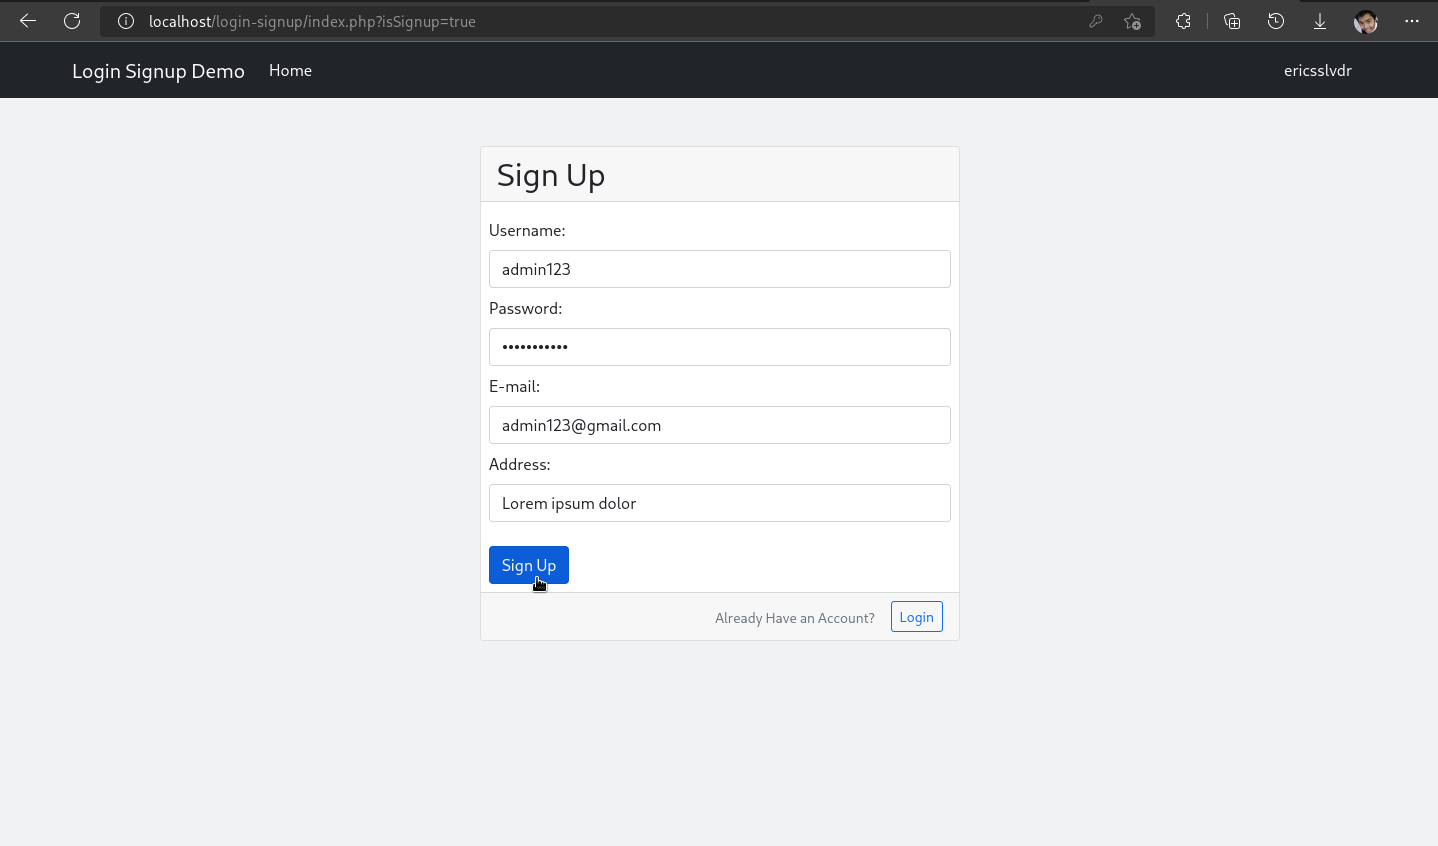 localhost/login-signup/index.php?isSignup=true
Login Signup Demo Home ericsslvdr
Sign Up
Username:
admin123
Password:
•••••••••••
E-mail:
admin123@gmail.com
Address:
Lorem ipsum dolor
Sign Up
Already Have an Account? Login